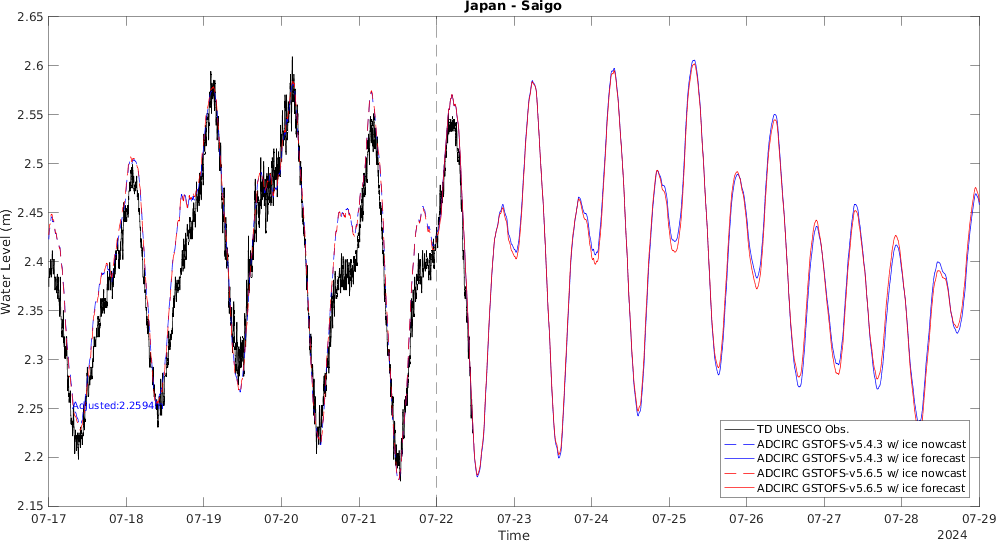 Japan - Saigo
Water Level (m)
2.65
2.6
2.55
2.5
2.45
2.4
2.35
2.3
2.25
2.2
2.15
Adjusted:2.2594
TD UNESCO Obs.
ADCIRC GSTOFS-v5.4.3 w/ ice nowcast
ADCIRC GSTOFS-v5.4.3 w/ ice forecast
ADCIRC GSTOFS-v5.6.5 w/ ice nowcast
ADCIRC GSTOFS-v5.6.5 w/ ice forecast
07-17 07-18 07-19 07-20 07-21 07-22 07-23 07-24 07-25 07-26 07-27 07-28 07-29
Time
2024